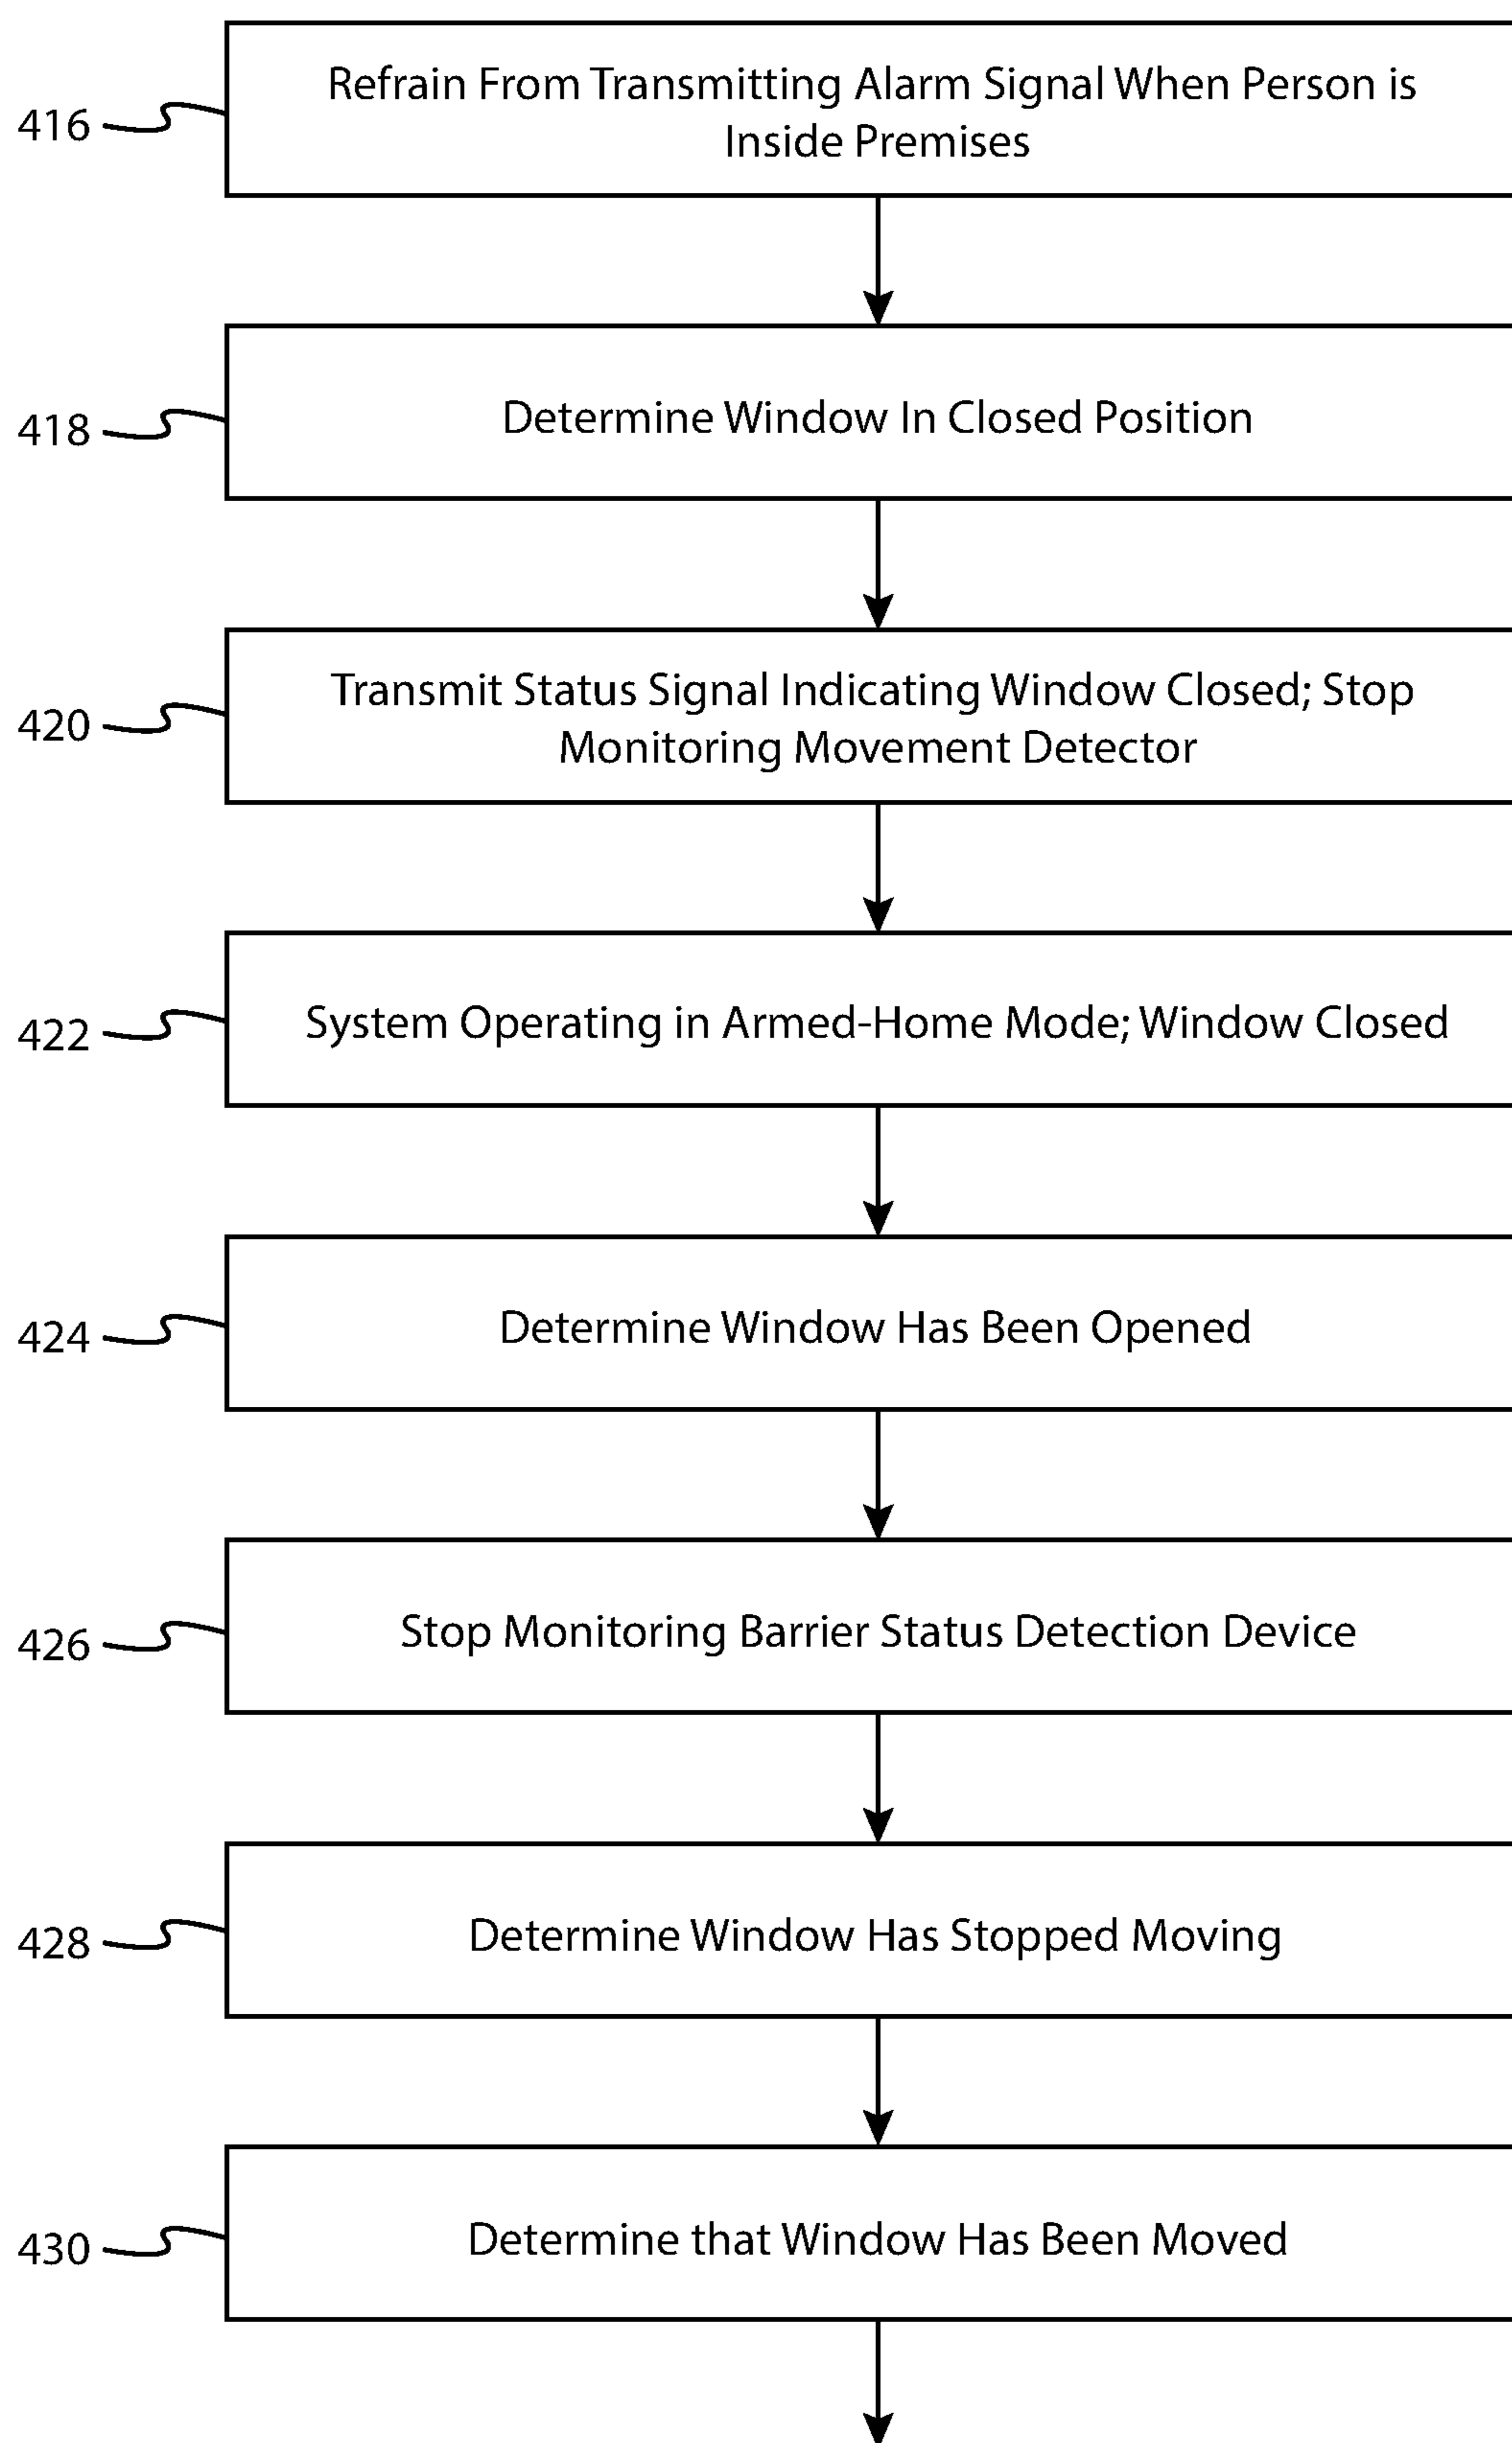 416
Refrain From Transmitting Alarm Signal When Person is
Inside Premises
418
Determine Window In Closed Position
420
Transmit Status Signal Indicating Window Closed; Stop
Monitoring Movement Detector
422
System Operating in Armed-Home Mode; Window Closed
424
Determine Window Has Been Opened
426
Stop Monitoring Barrier Status Detection Device
428
Determine Window Has Stopped Moving
430
Determine that Window Has Been Moved